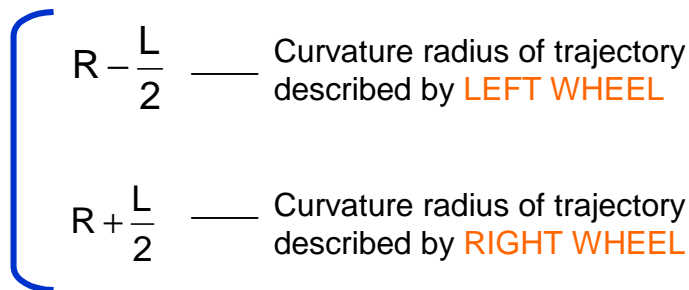 R − L/2 —— Curvature radius of trajectory
described by LEFT WHEEL
R + L/2 —— Curvature radius of trajectory
described by RIGHT WHEEL